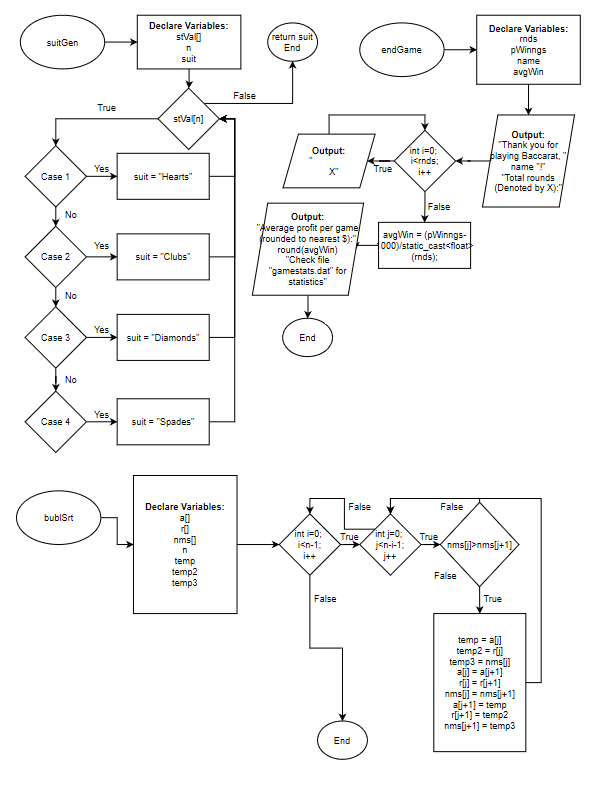 suitGen
Declare Variables:
stVal[]
n
suit
return suit
End
False
True
stVal[n]
Case 1
Yes
suit = "Hearts"
No
Case 2
Yes
suit = "Clubs"
No
Case 3
Yes
suit = "Diamonds"
No
Case 4
Yes
suit = "Spades"
endGame
Declare Variables:
rnds
pWinngs
name
avgWin
Output:
"Thank you for
playing Baccarat, "
name "!"
"Total rounds
(Denoted by X):"
int i=0;
i<rnds;
i++
True
Output:
"
X"
False
avgWin = (pWinngs-
000)/static_cast<float>
(rnds);
Output:
"Average profit per game
(rounded to nearest $):"
round(avgWin)
"Check file
"gamestats.dat" for
statistics"
End
bublSrt
Declare Variables:
a[]
r[]
nms[]
n
temp
temp2
temp3
int i=0;
i<n-1;
i++
True
False
int j=0;
j<n-i-1;
j++
True
False
nms[j]>nms[j+1]
False
False
True
temp = a[j]
temp2 = r[j]
temp3 = nms[j]
a[j] = a[j+1]
r[j] = r[j+1]
nms[j] = nms[j+1]
a[j+1] = temp
r[j+1] = temp2
nms[j+1] = temp3
End